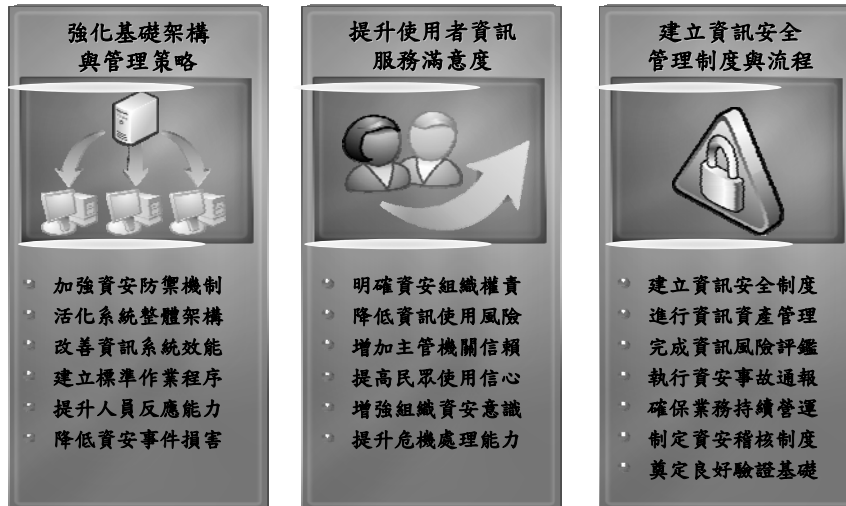 強化基礎架構
與管理策略
加強資安防禦機制
活化系統整體架構
改善資訊系統效能
建立標準作業程序
提升人員反應能力
降低資安事件損害
提升使用者資訊
服務滿意度
明確資安組織權責
降低資訊使用風險
增加主管機關信賴
提高民眾使用信心
增強組織資安意識
提升危機處理能力
建立資訊安全
管理制度與流程
建立資訊安全制度
進行資訊資產管理
完成資訊風險評鑑
執行資安事故通報
確保業務持續營運
制定資安稽核制度
奠定良好驗證基礎